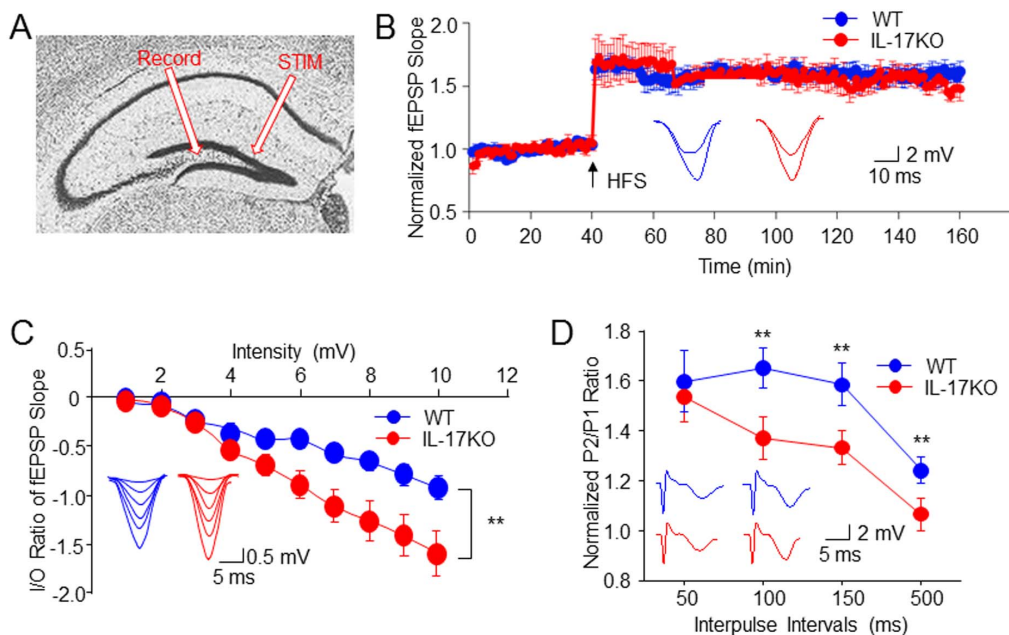 A
Record
STIM
B
Normalized fEPSP Slope
2.0
1.5
1.0
0.5
WT
IL-17KO
HFS
2 mV
10 ms
0 20 40 60 80 100 120 140 160
Time (min)
C
I/O Ratio of fEPSP Slope
Intensity (mV)
0.5
0
-0.5
-1.0
-1.5
-2.0
2 4 6 8 10 12
WT
IL-17KO
**
0.5 mV
5 ms
D
Normalized P2/P1 Ratio
1.8
1.6
1.4
1.2
1.0
0.8
**
**
**
WT
IL-17KO
2 mV
5 ms
50 100 150 500
Interpulse Intervals (ms)